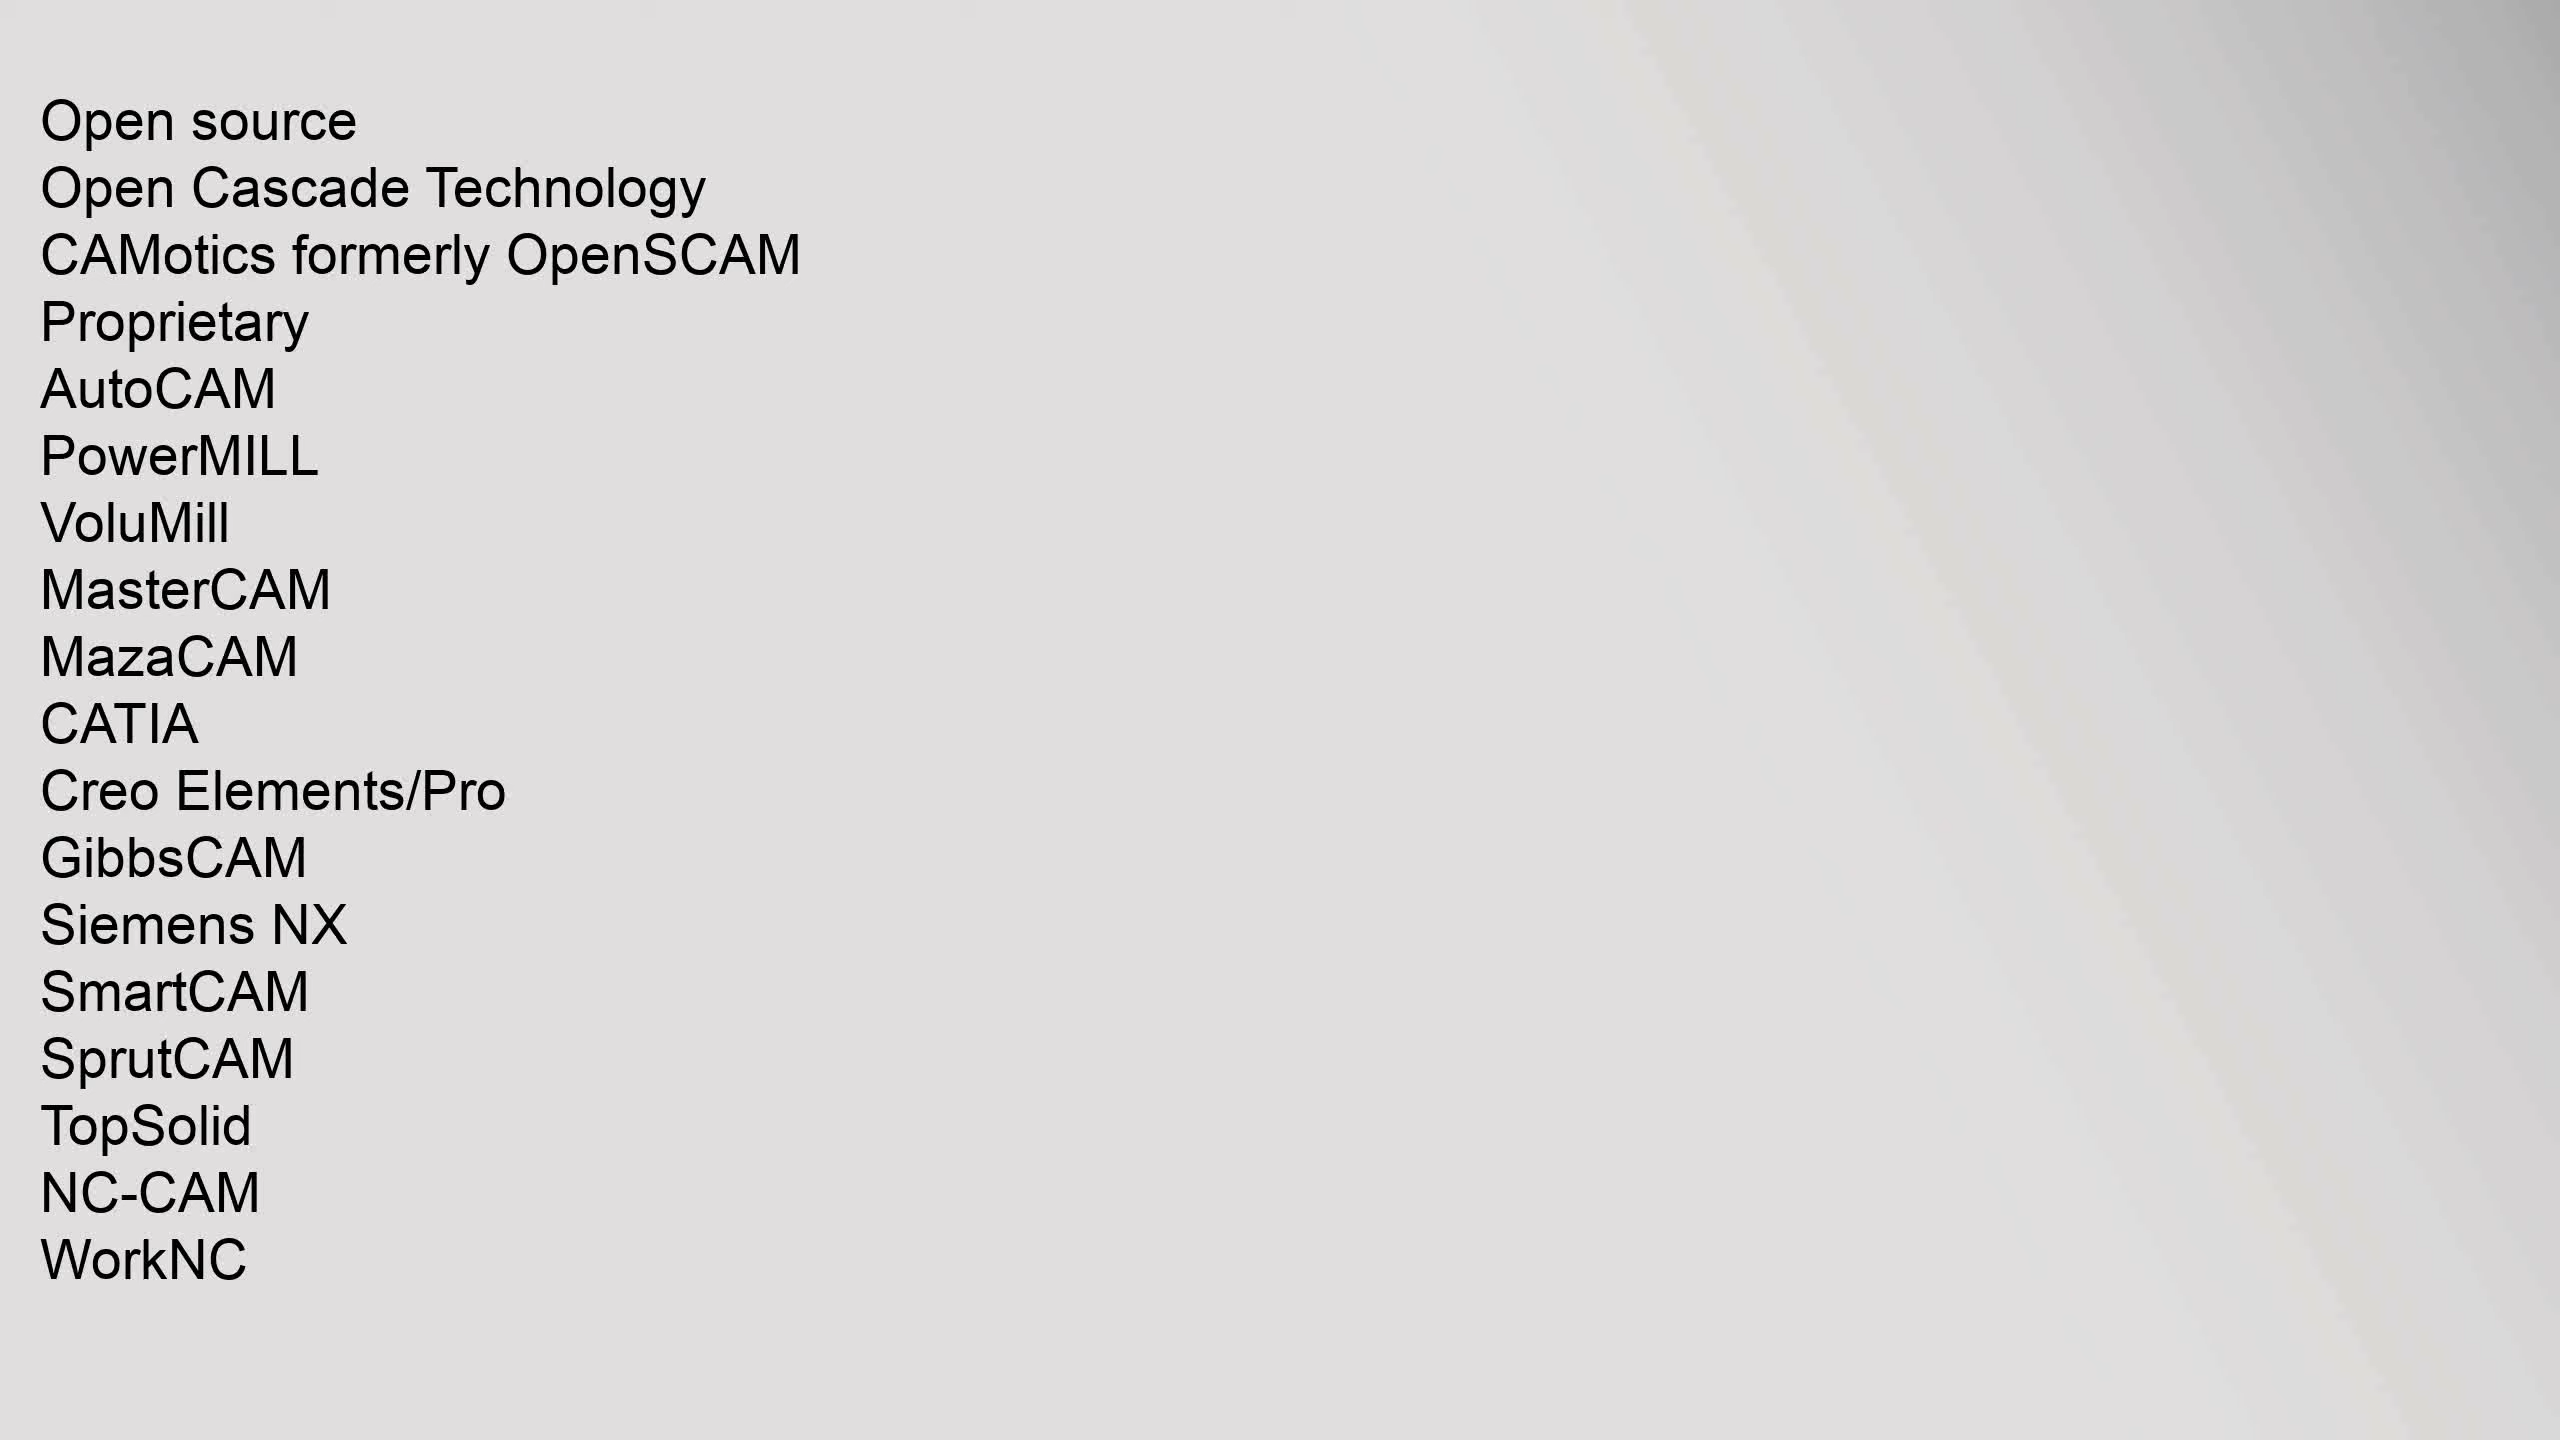 Open source
Open Cascade Technology
CAMotics formerly OpenSCAM
Proprietary
AutoCAM
PowerMILL
VoluMill
MasterCAM
MazaCAM
CATIA
Creo Elements/Pro
GibbsCAM
Siemens NX
SmartCAM
SprutCAM
TopSolid
NC-CAM
WorkNC